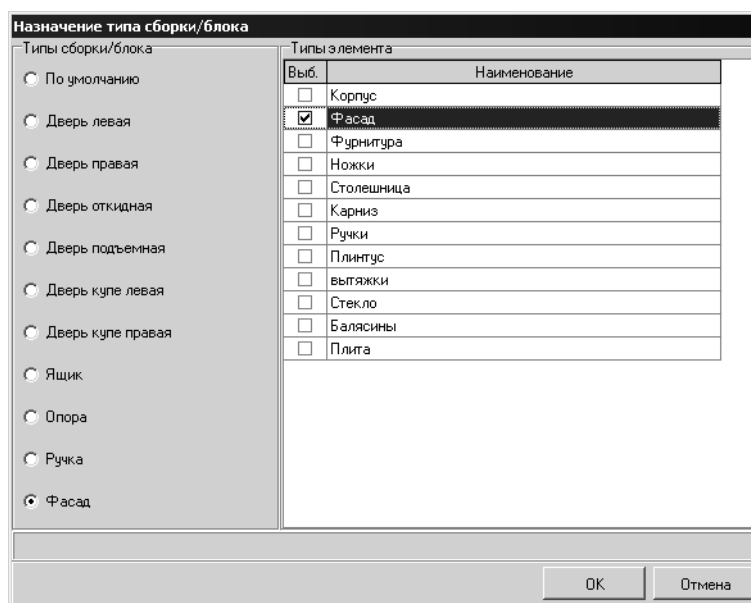 Назначение типа сборки/блока
Типы сборки/блока
По умолчанию
Дверь левая
Дверь правая
Дверь откидная
Дверь подъемная
Дверь купе левая
Дверь купе правая
Ящик
Опора
Ручка
Фасад
Типы элемента
Выб. Наименование
Корпус
Фасад
Фурнитура
Ножки
Столешница
Карниз
Ручки
Плинтус
вытяжки
Стекло
Балясины
Плита
OK Отмена